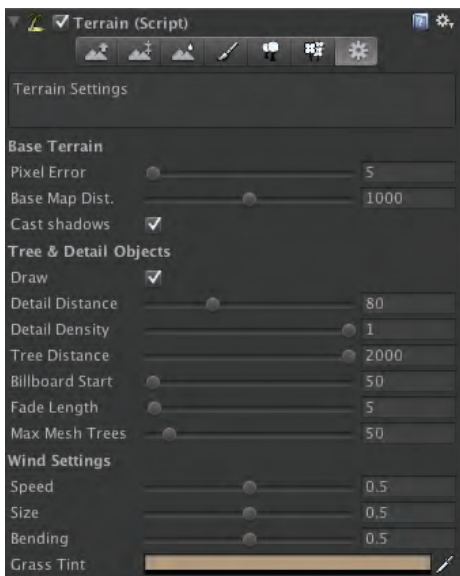 Terrain (Script)
Terrain Settings
Base Terrain
Pixel Error 5
Base Map Dist. 1000
Cast shadows
Tree & Detail Objects
Draw
Detail Distance 80
Detail Density 1
Tree Distance 2000
Billboard Start 50
Fade Length 5
Max Mesh Trees 50
Wind Settings
Speed 0.5
Size 0.5
Bending 0.5
Grass Tint